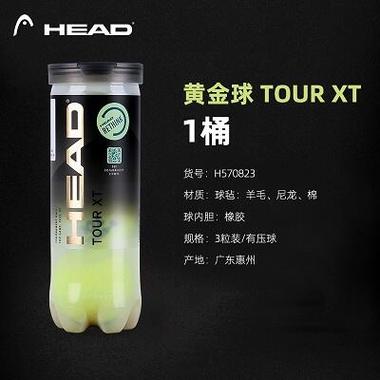 HEAD
黄金球 TOUR XT
1桶
货号：H570823
材质：球毡：羊毛、尼龙、棉
球内胆：橡胶
规格：3粒装/有压球
产地：广东惠州
HEAD
TOUR XT
RETHINK